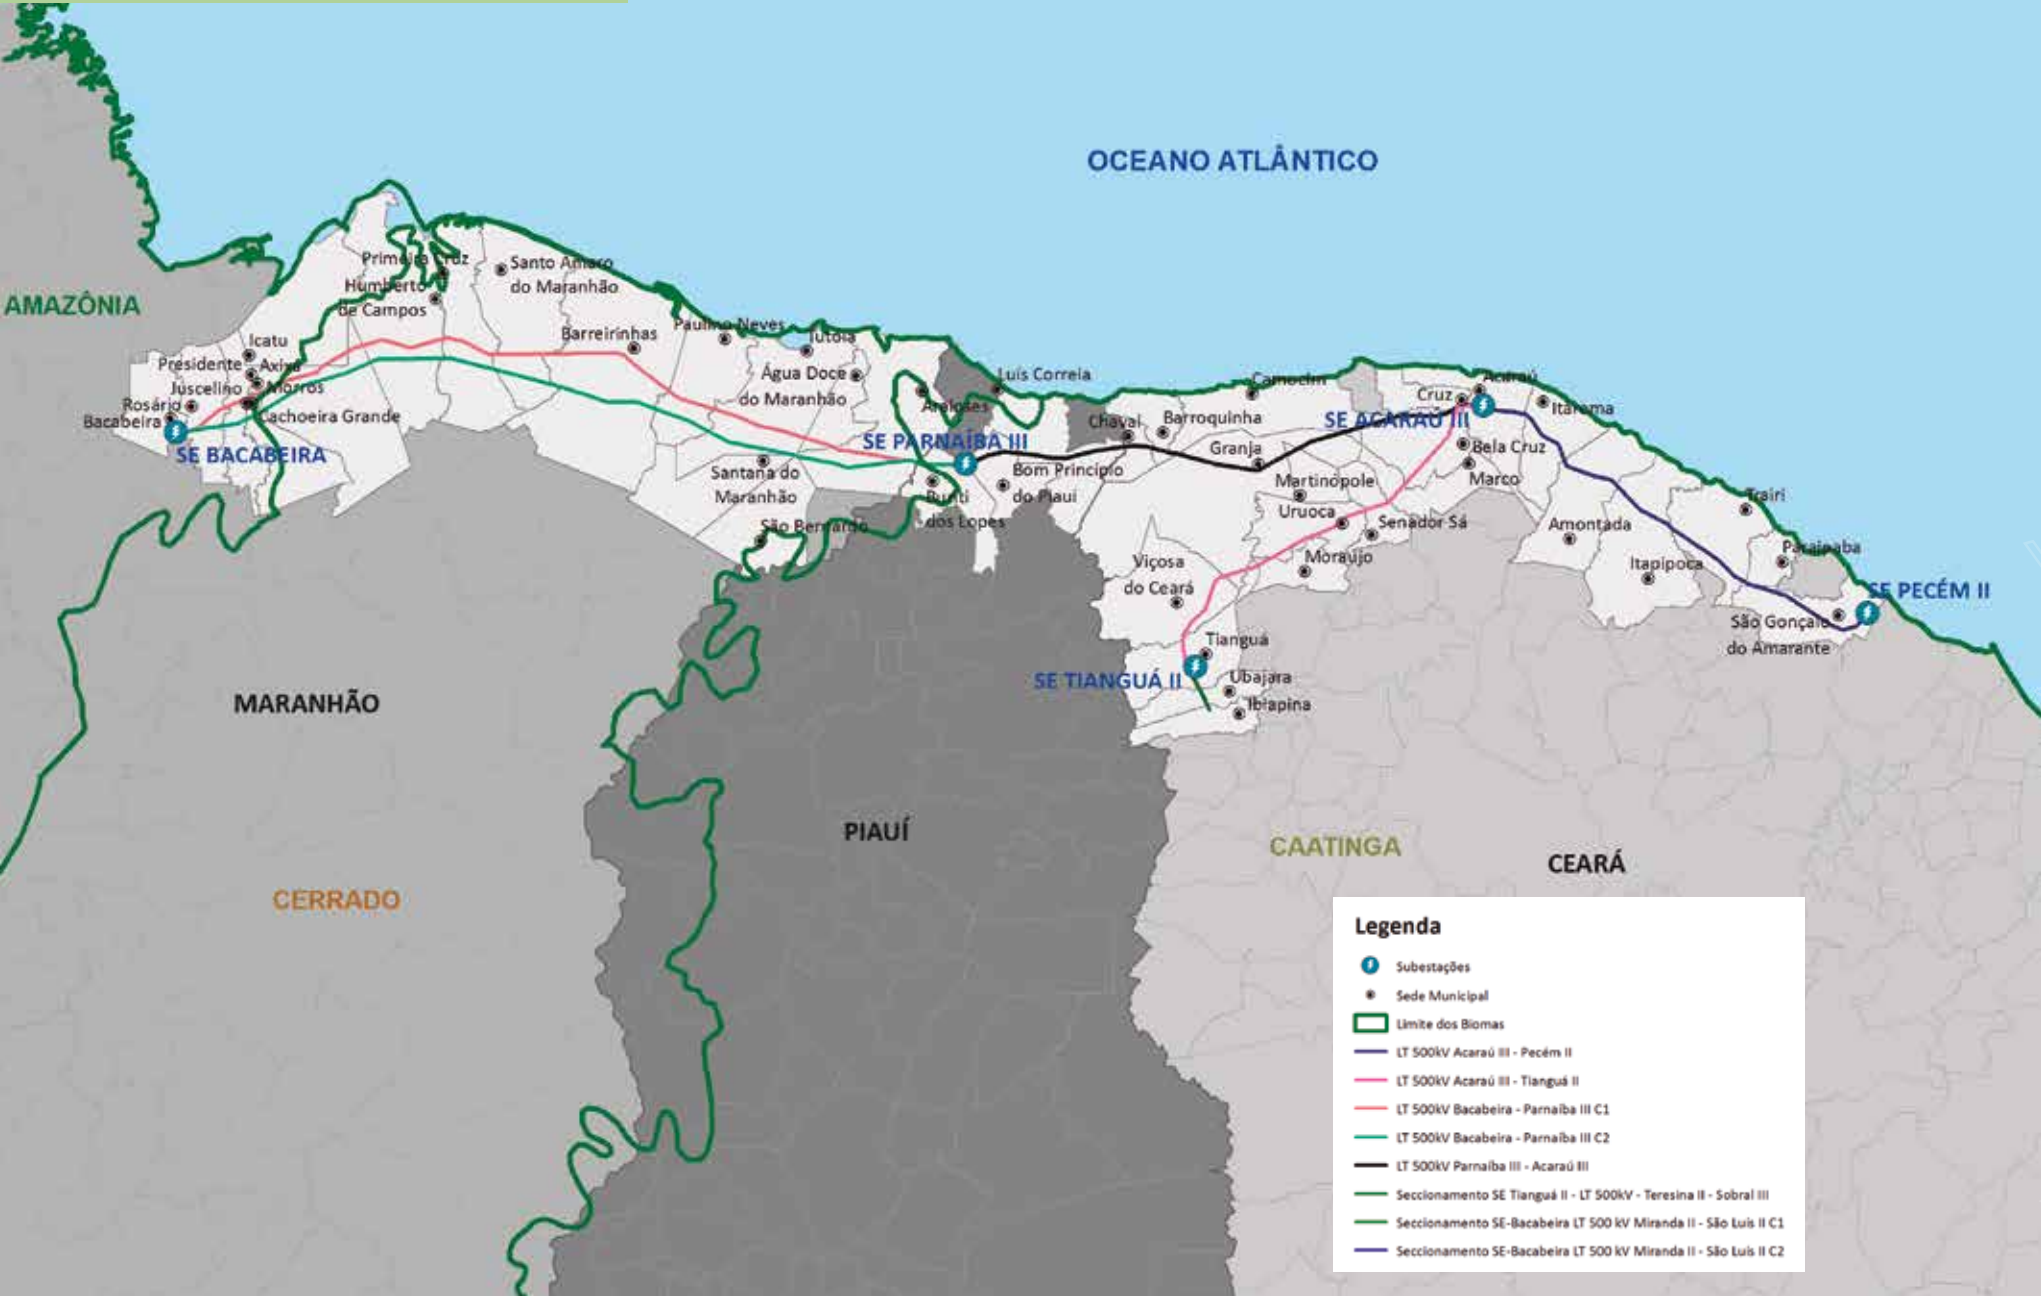 OCEANO ATLÂNTICO
AMAZÔNIA
Primeira Cruz
Humberto
de Campos
Santo Amaro
do Maranhão
Icatu
Presidente
Juscelino
Axixá
Morros
Rosário
Bacabeira
Cachoeira Grande
SE BACABEIRA
Barreirinhas
Paulino Neves
Tutóia
Água Doce
do Maranhão
Araioses
Luís Correia
SE PARNAÍBA III
Santana do
Maranhão
São Bernardo
Buriti
dos Lopes
Bom Princípio
do Piauí
Chaval
Barroquinha
Camocim
Granja
Martinópole
Uruoca
Senador Sá
Moraújo
Viçosa
do Ceará
Tianguá
SE TIANGUÁ II
Ubajara
Ibiapina
Cruz
Acaraú
SE ACARAÚ III
Itarema
Bela Cruz
Marco
Amontada
Itapipoca
Trairi
Paraipaba
SE PECÉM II
São Gonçalo
do Amarante
MARANHÃO
CERRADO
PIAUÍ
CAATINGA
CEARÁ
Legenda
Subestações
Sede Municipal
Limite dos Biomas
LT 500kV Acaraú III - Pecém II
LT 500kV Acaraú III - Tianguá II
LT 500kV Bacabeira - Parnaíba III C1
LT 500kV Bacabeira - Parnaíba III C2
LT 500kV Parnaíba III - Acaraú III
Seccionamento SE Tianguá II - LT 500kV - Teresina II - Sobral III
Seccionamento SE-Bacabeira LT 500 kV Miranda II - São Luís II C1
Seccionamento SE-Bacabeira LT 500 kV Miranda II - São Luís II C2